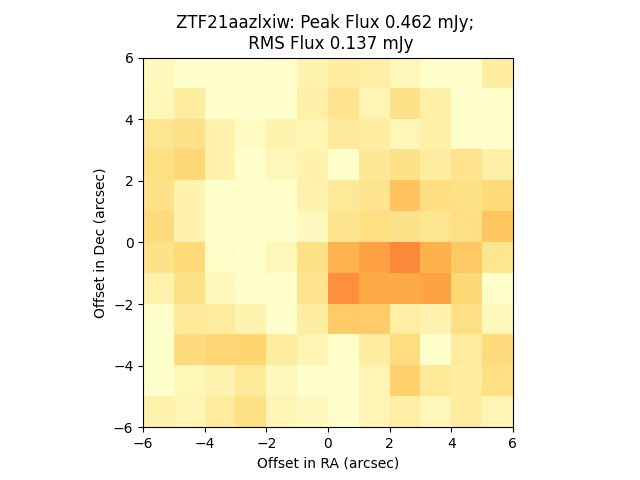 ZTF21aazlxiw: Peak Flux 0.462 mJy;
RMS Flux 0.137 mJy
6
4
2
0
−2
−4
−6
Offset in Dec (arcsec)
−6 −4 −2 0 2 4 6
Offset in RA (arcsec)